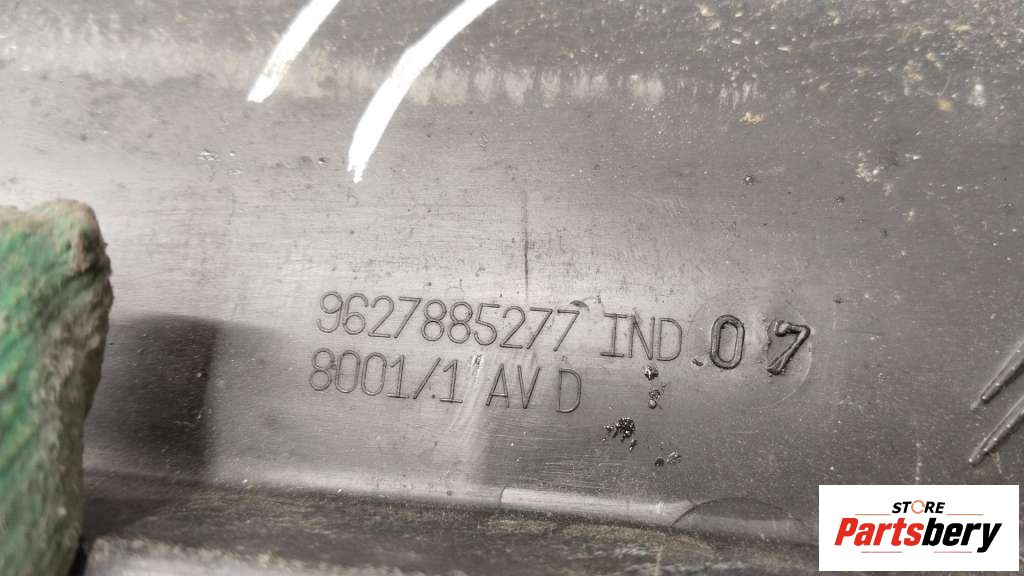 9627885277 IND 07
8001/1 AV D
STORE
Partsbery